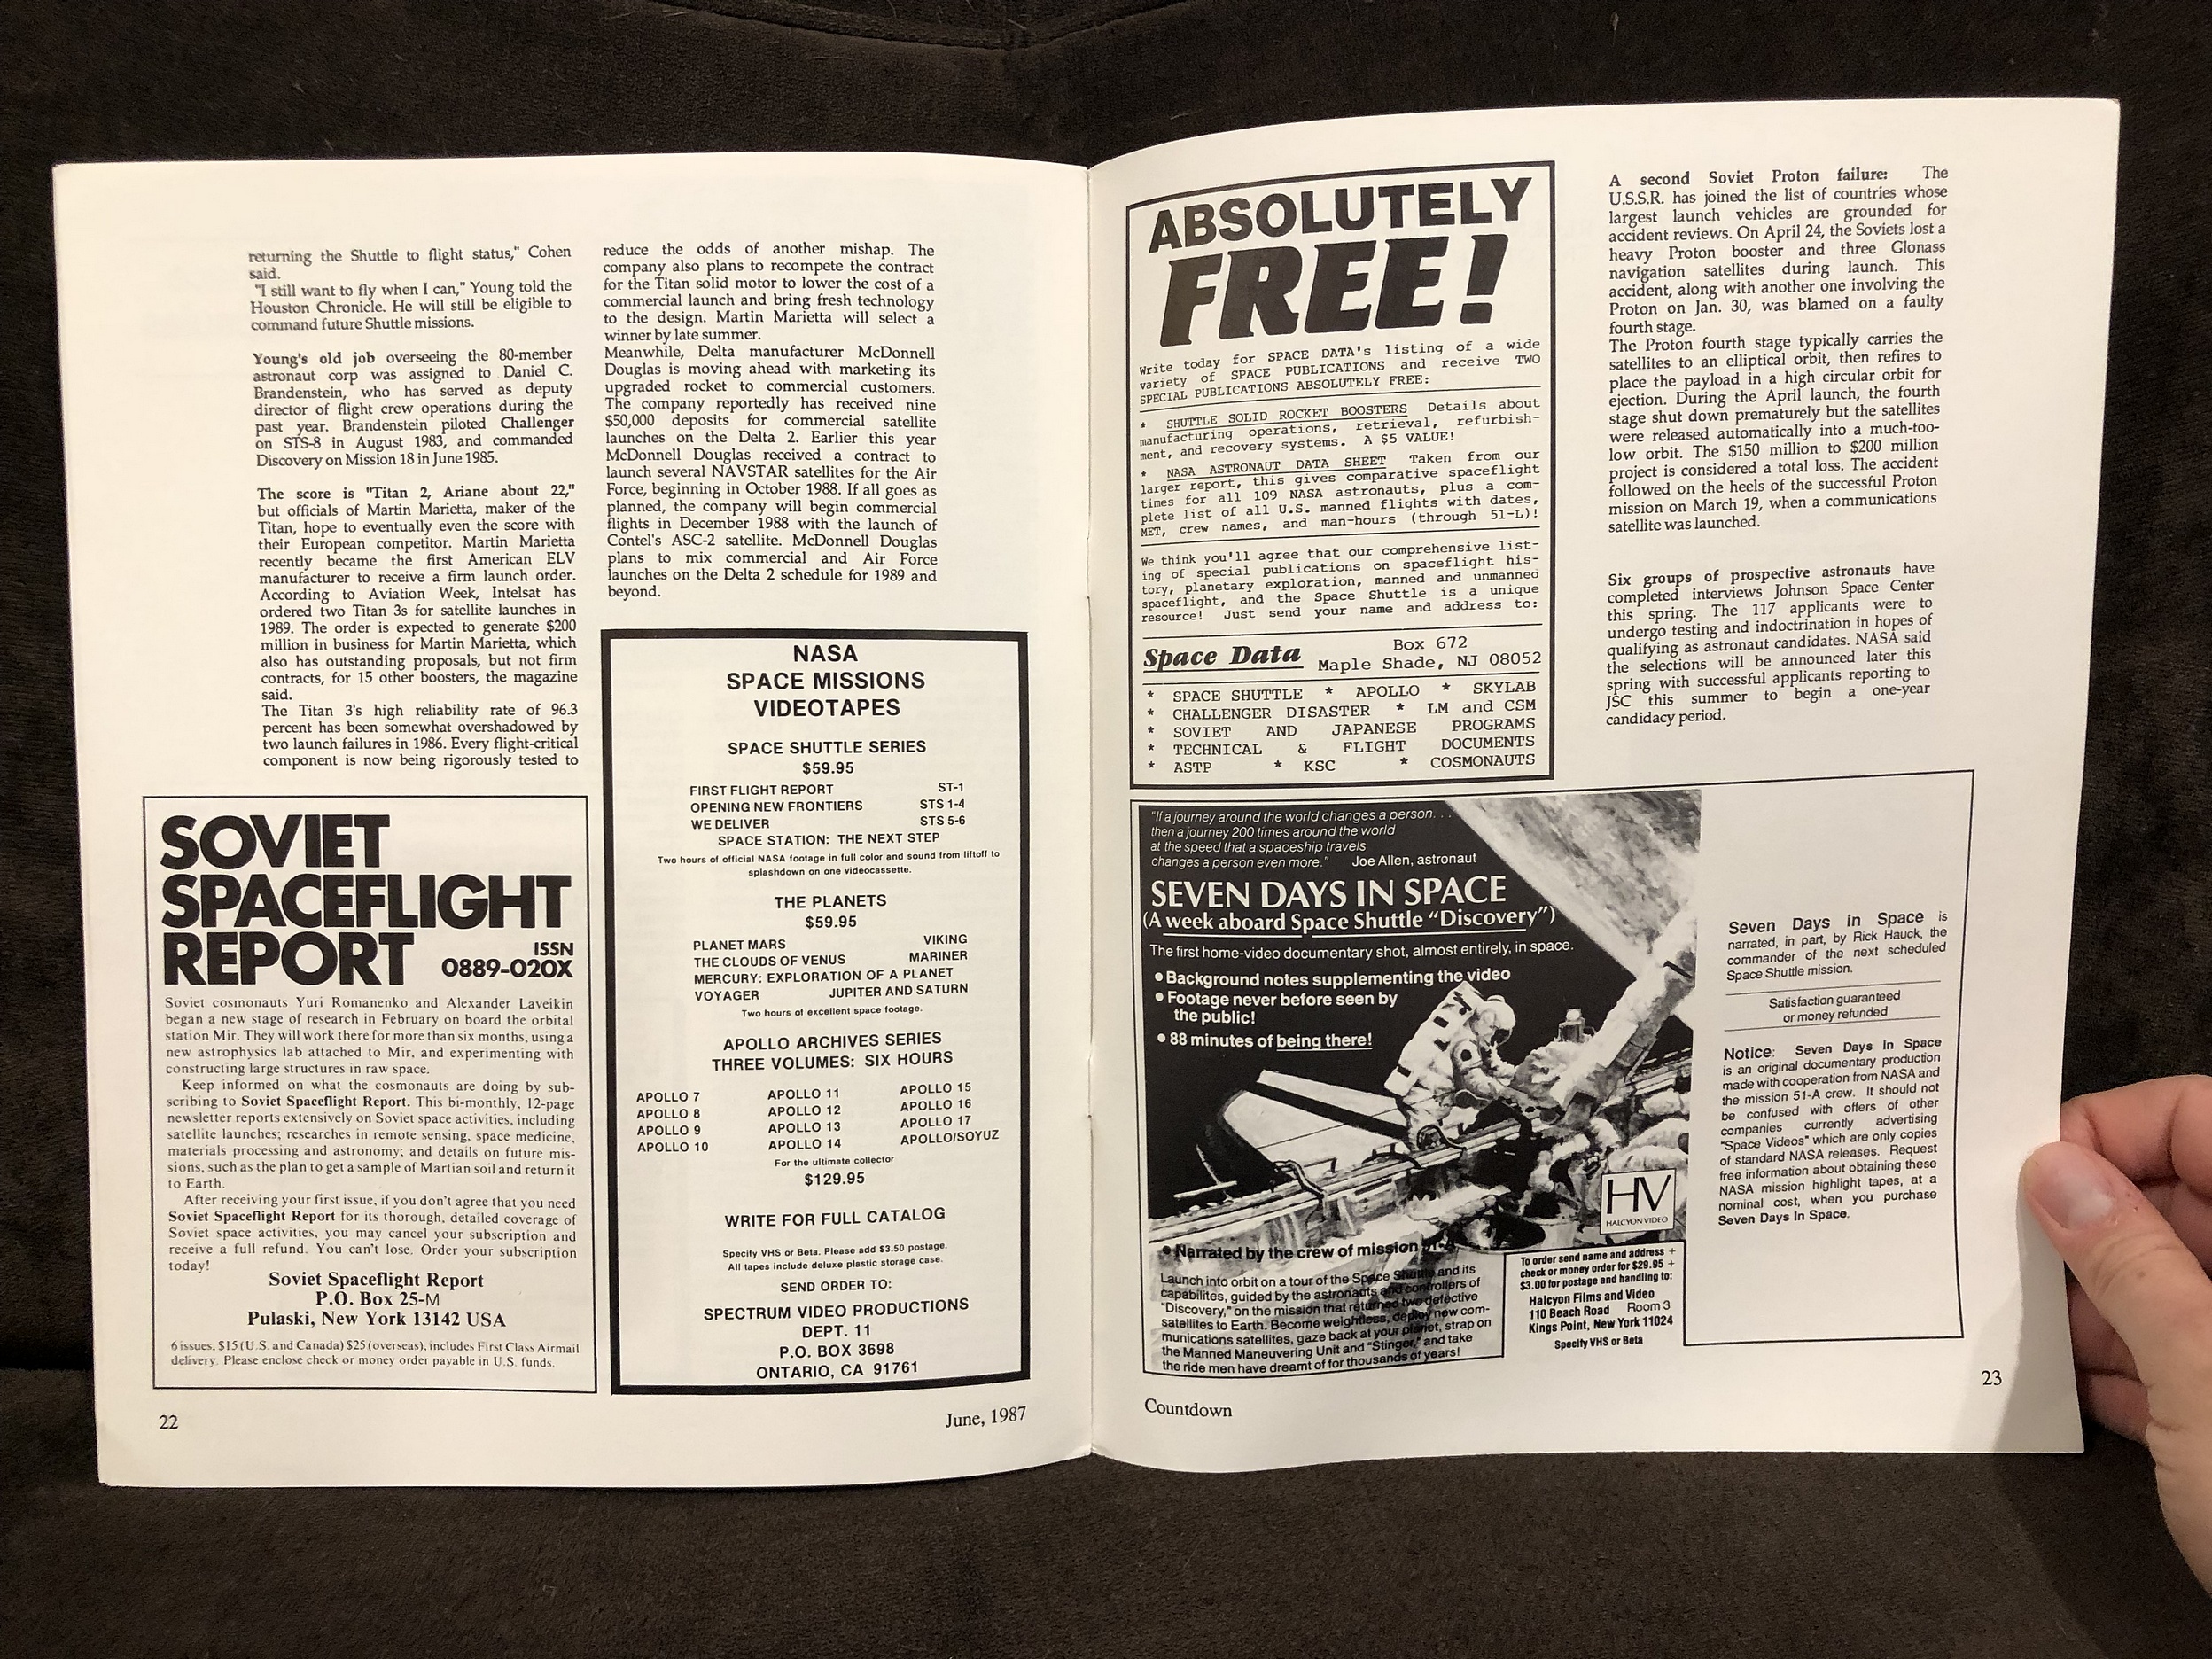 returning the Shuttle to flight status," Cohen
said.
"I still want to fly when I can," Young told the
Houston Chronicle. He will still be eligible to
command future Shuttle missions.
Young's old job overseeing the 80-member
astronaut corp was assigned to Daniel C.
Brandenstein, who has served as deputy
director of flight crew operations during the
past year. Brandenstein piloted Challenger
on STS-8 in August 1983, and commanded
Discovery on Mission 18 in June 1985.
The score is "Titan 2, Ariane about 22,"
but officials of Martin Marietta, maker of the
Titan, hope to eventually even the score with
their European competitor. Martin Marietta
recently became the first American ELV
manufacturer to receive a firm launch order.
According to Aviation Week, Intelsat has
ordered two Titan 3s for satellite launches in
1989. The order is expected to generate $200
million in business for Martin Marietta, which
also has outstanding proposals, but not firm
contracts, for 15 other boosters, the magazine
said.
The Titan 3's high reliability rate of 96.3
percent has been somewhat overshadowed by
two launch failures in 1986. Every flight-critical
component is now being rigorously tested to
SOVIET
SPACEFLIGHT
REPORT
ISSN
0889-020X
Soviet cosmonauts Yuri Romanenko and Alexander Laveikin
began a new stage of research in February on board the orbital
station Mir. They will work there for more than six months, using a
new astrophysics lab attached to Mir, and experimenting with
constructing large structures in raw space.
Keep informed on what the cosmonauts are doing by sub-
scribing to Soviet Spaceflight Report. This bi-monthly, 12-page
newsletter reports extensively on Soviet space activities, including
satellite launches; researches in remote sensing, space medicine,
materials processing and astronomy; and details on future mis-
sions, such as the plan to get a sample of Martian soil and return it
to Earth.
After receiving your first issue, if you don't agree that you need
Soviet Spaceflight Report for its thorough, detailed coverage of
Soviet space activities, you may cancel your subscription and
receive a full refund. You can't lose. Order your subscription
today!
Soviet Spaceflight Report
P.O. Box 25-M
Pulaski, New York 13142 USA
6 issues, $15 (U.S. and Canada) $25 (overseas), includes First Class Airmail
delivery. Please enclose check or money order payable in U.S. funds.
22
reduce the odds of another mishap. The
company also plans to recompete the contract
for the Titan solid motor to lower the cost of a
commercial launch and bring fresh technology
to the design. Martin Marietta will select a
winner by late summer.
Meanwhile, Delta manufacturer McDonnell
Douglas is moving ahead with marketing its
upgraded rocket to commercial customers.
The company reportedly has received nine
$50,000 deposits for commercial satellite
launches on the Delta 2. Earlier this year
McDonnell Douglas received a contract to
launch several NAVSTAR satellites for the Air
Force, beginning in October 1988. If all goes as
planned, the company will begin commercial
flights in December 1988 with the launch of
Contel's ASC-2 satellite. McDonnell Douglas
plans to mix commercial and Air Force
launches on the Delta 2 schedule for 1989 and
beyond.
NASA
SPACE MISSIONS
VIDEOTAPES
SPACE SHUTTLE SERIES
$59.95
FIRST FLIGHT REPORT ST-1
OPENING NEW FRONTIERS STS 1-4
WE DELIVER STS 5-6
SPACE STATION: THE NEXT STEP
Two hours of official NASA footage in full color and sound from liftoff to
splashdown on one videocassette.
THE PLANETS
$59.95
PLANET MARS VIKING
THE CLOUDS OF VENUS MARINER
MERCURY: EXPLORATION OF A PLANET
VOYAGER JUPITER AND SATURN
Two hours of excellent space footage.
APOLLO ARCHIVES SERIES
THREE VOLUMES: SIX HOURS
APOLLO 7 APOLLO 11 APOLLO 15
APOLLO 8 APOLLO 12 APOLLO 16
APOLLO 9 APOLLO 13 APOLLO 17
APOLLO 10 APOLLO 14 APOLLO/SOYUZ
For the ultimate collector
$129.95
WRITE FOR FULL CATALOG
Specify VHS or Beta. Please add $3.50 postage.
All tapes include deluxe plastic storage case.
SEND ORDER TO:
SPECTRUM VIDEO PRODUCTIONS
DEPT. 11
P.O. BOX 3698
ONTARIO, CA 91761
June, 1987
ABSOLUTELY
FREE!
Write today for SPACE DATA's listing of a wide
variety of SPACE PUBLICATIONS and receive TWO
SPECIAL PUBLICATIONS ABSOLUTELY FREE:
* SHUTTLE SOLID ROCKET BOOSTERS Details about
manufacturing operations, retrieval, refurbish-
ment, and recovery systems. A $5 VALUE!
* NASA ASTRONAUT DATA SHEET Taken from our
larger report, this gives comparative spaceflight
times for all 109 NASA astronauts, plus a com-
plete list of all U.S. manned flights with dates,
MET, crew names, and man-hours (through 51-L)!
We think you'll agree that our comprehensive list-
ing of special publications on spaceflight his-
tory, planetary exploration, manned and unmanned
spaceflight, and the Space Shuttle is a unique
resource! Just send your name and address to:
Space Data
Box 672
Maple Shade, NJ 08052
* SPACE SHUTTLE * APOLLO * SKYLAB
* CHALLENGER DISASTER * LM and CSM
* SOVIET AND JAPANESE PROGRAMS
* TECHNICAL & FLIGHT DOCUMENTS
* ASTP * KSC * COSMONAUTS
A second Soviet Proton failure: The
U.S.S.R. has joined the list of countries whose
largest launch vehicles are grounded for
accident reviews. On April 24, the Soviets lost a
heavy Proton booster and three Glonass
navigation satellites during launch. This
accident, along with another one involving the
Proton on Jan. 30, was blamed on a faulty
fourth stage.
The Proton fourth stage typically carries the
satellites to an elliptical orbit, then refires to
place the payload in a high circular orbit for
ejection. During the April launch, the fourth
stage shut down prematurely but the satellites
were released automatically into a much-too-
low orbit. The $150 million to $200 million
project is considered a total loss. The accident
followed on the heels of the successful Proton
mission on March 19, when a communications
satellite was launched.
Six groups of prospective astronauts have
completed interviews Johnson Space Center
this spring. The 117 applicants were to
undergo testing and indoctrination in hopes of
qualifying as astronaut candidates. NASA said
the selections will be announced later this
spring with successful applicants reporting to
JSC this summer to begin a one-year
candidacy period.
"If a journey around the world changes a person. . .
then a journey 200 times around the world
at the speed that a spaceship travels
changes a person even more." Joe Allen, astronaut
SEVEN DAYS IN SPACE
(A week aboard Space Shuttle "Discovery")
The first home-video documentary shot, almost entirely, in space.
• Background notes supplementing the video
• Footage never before seen by
the public!
• 88 minutes of being there!
HV
HALCYON VIDEO
• Narrated by the crew of mission
Launch into orbit on a tour of the Space Shuttle and its
capabilites, guided by the astronauts and controllers of
"Discovery," on the mission that returned two defective
satellites to Earth. Become weightless, deploy new com-
munications satellites, gaze back at your planet, strap on
the Manned Maneuvering Unit and "Stinger," and take
the ride men have dreamt of for thousands of years!
To order send name and address +
check or money order for $29.95 +
$3.00 for postage and handling to:
Halcyon Films and Video
110 Beach Road Room 3
Kings Point, New York 11024
Specify VHS or Beta
Seven Days In Space is
narrated, in part, by Rick Hauck, the
commander of the next scheduled
Space Shuttle mission.
Satisfaction guaranteed
or money refunded
Notice: Seven Days In Space
is an original documentary production
made with cooperation from NASA and
the mission 51-A crew. It should not
be confused with offers of other
companies currently advertising
"Space Videos" which are only copies
of standard NASA releases. Request
free information about obtaining these
NASA mission highlight tapes, at a
nominal cost, when you purchase
Seven Days In Space.
Countdown
23